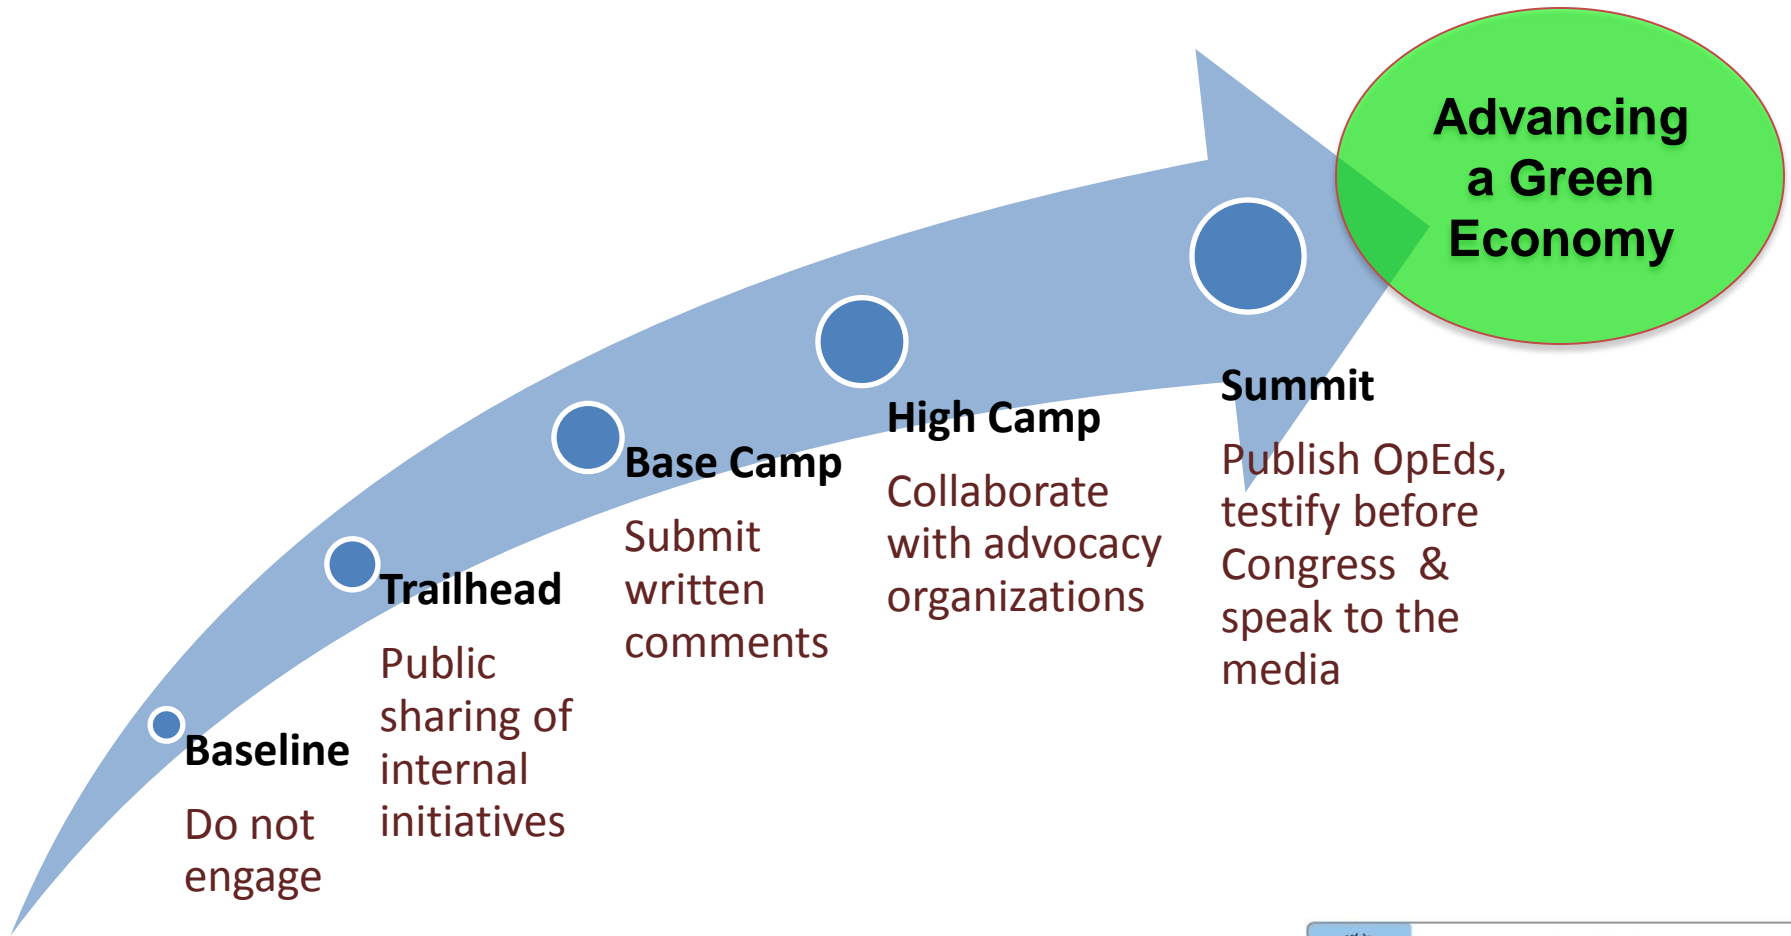 Advancing
a Green
Economy
Summit
Publish OpEds,
testify before
Congress  &
speak to the
media
High Camp
Collaborate
with advocacy
organizations
Base Camp
Submit
written
comments
Trailhead
Public
sharing of
internal
initiatives
Baseline
Do not
engage